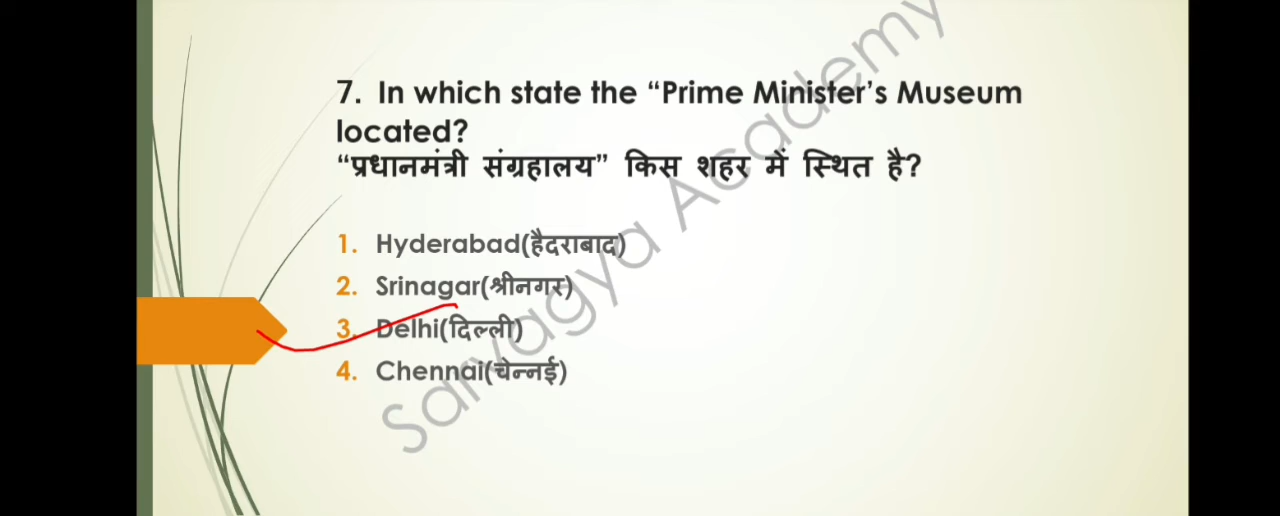 7. In which state the “Prime Minister’s Museum
located?
“प्रधानमंत्री संग्रहालय” किस शहर में स्थित है?
1. Hyderabad(हैदराबाद)
2. Srinagar(श्रीनगर)
3. Delhi(दिल्ली)
4. Chennai(चेन्नई)
Sarvagya Academy